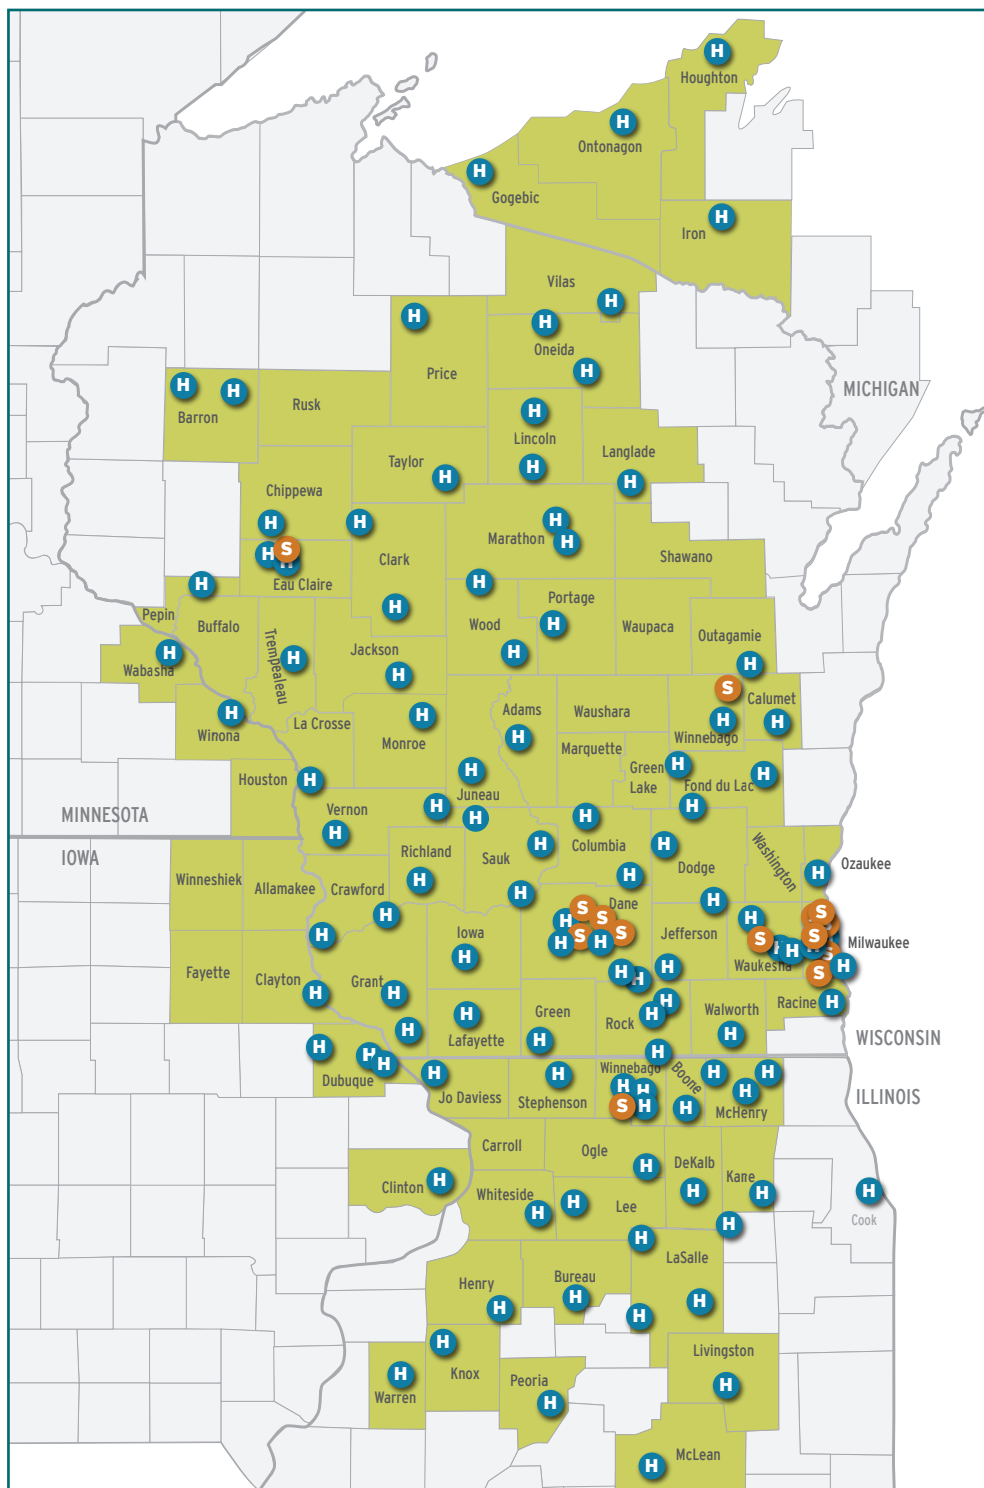 H
Houghton
H
Ontonagon
H
Gogebic
H
Iron
Vilas
H
H
H
Oneida
H
Price
MICHIGAN
H
H
Barron
Rusk
H
Lincoln
H
Langlade
H
Taylor
H
Chippewa
H
H
H
Marathon
H
H
S
H
Eau Claire
Clark
Shawano
H
H
Pepin
Buffalo
H
Wood
Portage
H
Waupaca
Outagamie
H
Wabasha
Trempealeau
H
Jackson
H
H
H
S
H
Winona
La Crosse
H
Monroe
Adams
H
Waushara
H
Winnebago
Calumet
H
Marquette
Houston
H
H
Juneau
Green
Lake
H
Fond du Lac
H
MINNESOTA
Vernon
H
H
H
H
Columbia
H
IOWA
Winneshiek
Allamakee
Crawford
Richland
H
Sauk
H
H
Dodge
H
Washington
Ozaukee
H
H
H
H
Dane
S
S
H
S
S
H
H
H
Iowa
H
Jefferson
H
S
H
H
H
Waukesha
S
S
S
S
H
Milwaukee
Fayette
Clayton
H
Grant
H
H
H
H
H
Lafayette
Green
H
Rock
H
H
Walworth
H
Racine
H
WISCONSIN
H
H
H
Dubuque
H
Jo Daviess
H
Stephenson
H
Winnebago
H
H
S
H
Boone
H
H
H
H
McHenry
ILLINOIS
Carroll
Ogle
H
DeKalb
H
Kane
H
Clinton
H
Whiteside
H
H
Lee
H
H
H
Cook
LaSalle
Henry
H
Bureau
H
H
H
H
Knox
Livingston
H
H
Warren
Peoria
H
McLean
H